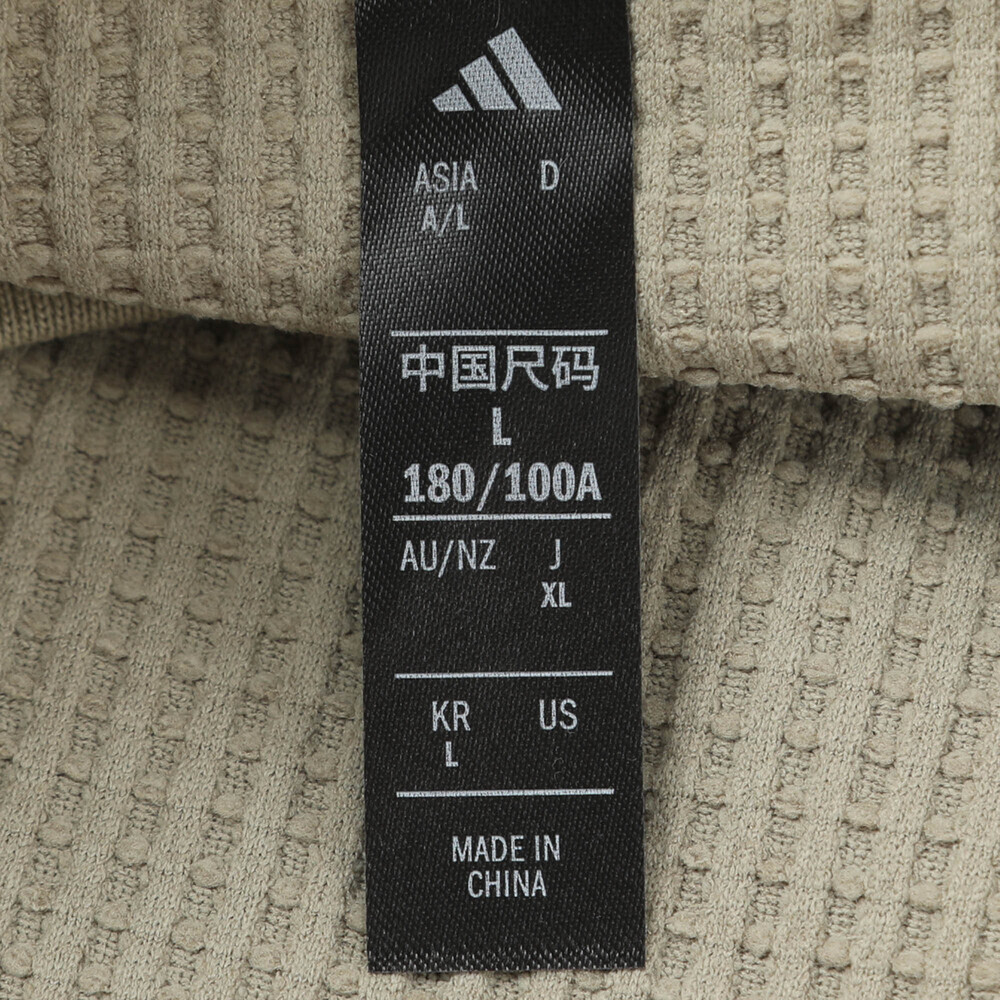 ASIA D
A/L
中国尺码
L
180/100A
AU/NZ J
XL
KR US
L
MADE IN
CHINA